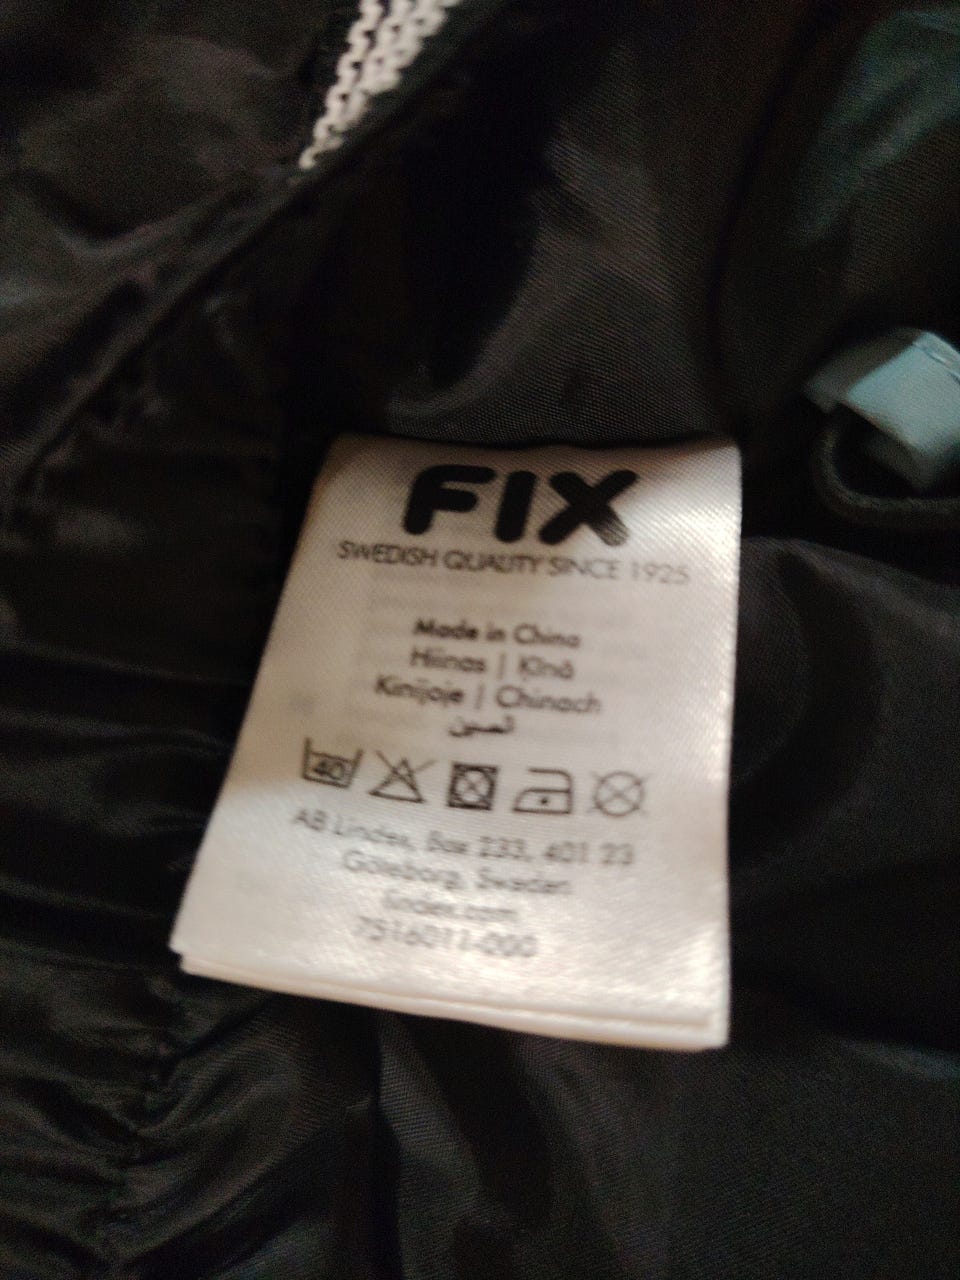 FIX
SWEDISH QUALITY SINCE 1925
Made in China
Hiinas | Ķīnā
Kinijoje | Chinach
الصين
40
AB Lindex, Box 233, 401 23
Göteborg, Sweden
lindex.com
7516011-000